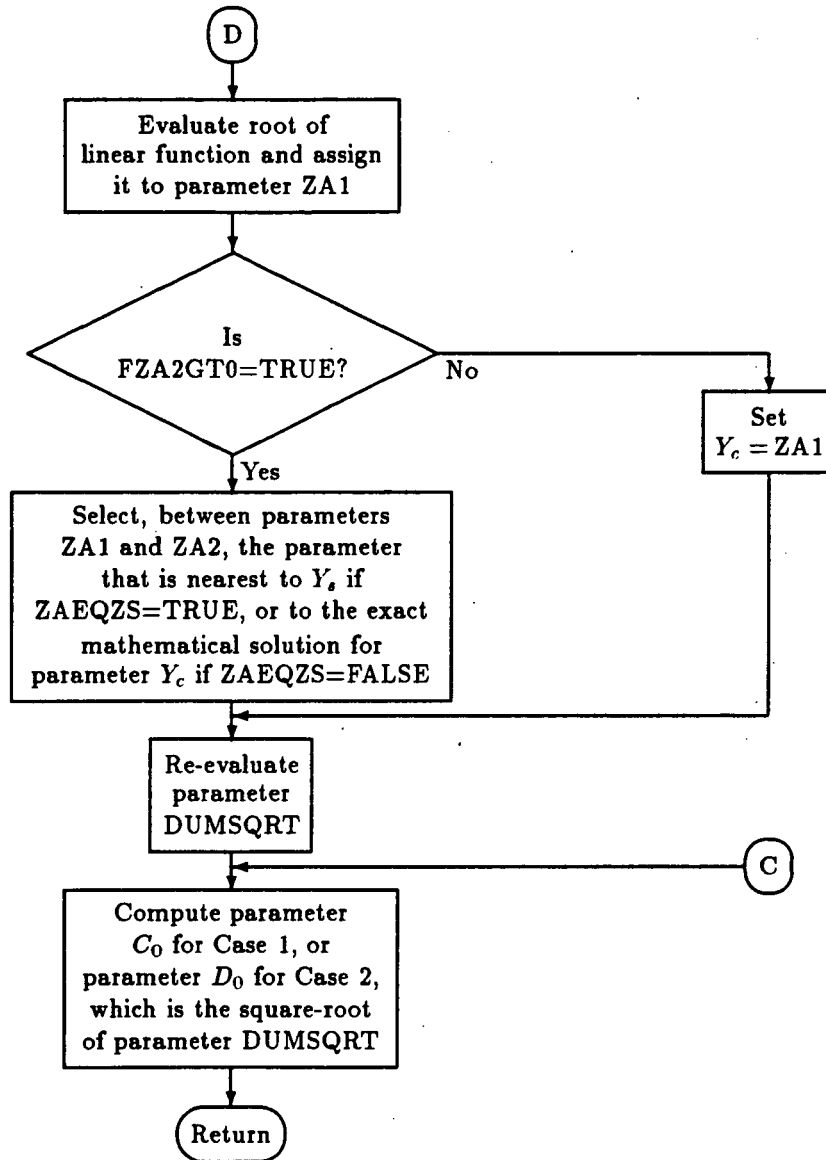 D
Evaluate root of
linear function and assign
it to parameter ZA1
Is
FZA2GT0=TRUE?
No
Set
Y_c = ZA1
Yes
Select, between parameters
ZA1 and ZA2, the parameter
that is nearest to Y_s if
ZAEQZS=TRUE, or to the exact
mathematical solution for
parameter Y_c if ZAEQZS=FALSE
Re-evaluate
parameter
DUMSQRT
C
Compute parameter
C_0 for Case 1, or
parameter D_0 for Case 2,
which is the square-root
of parameter DUMSQRT
Return